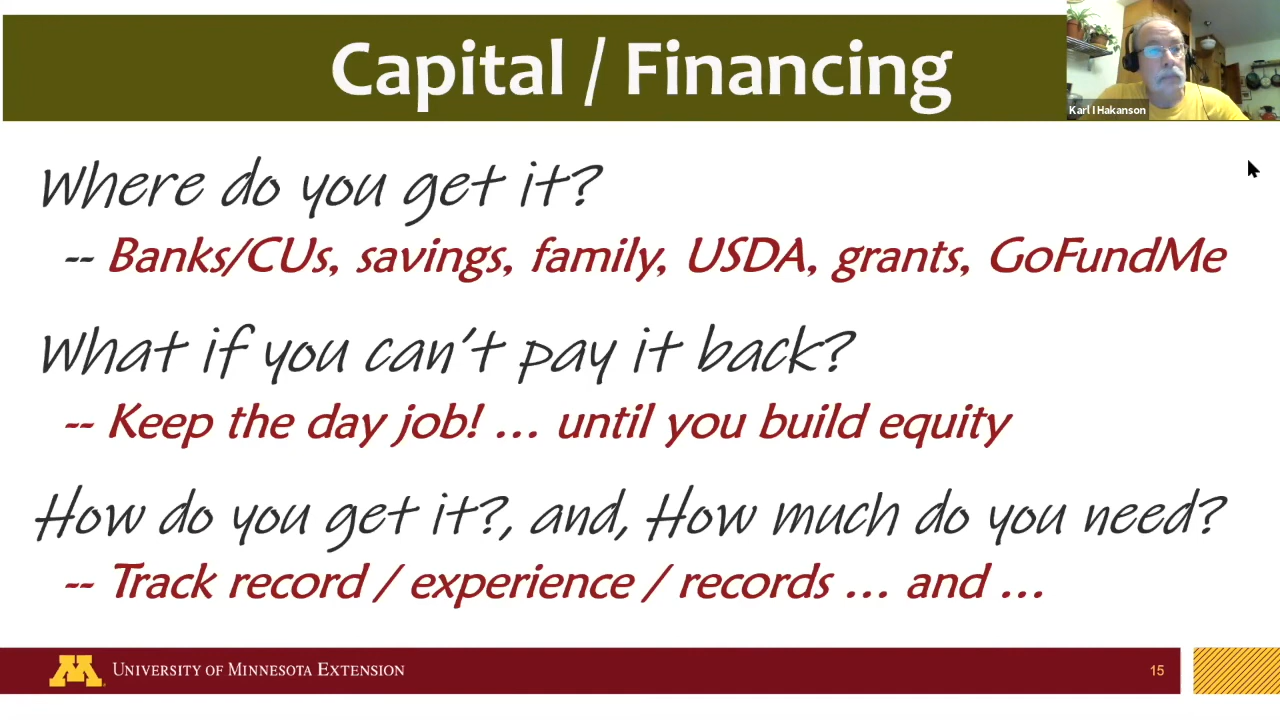 Capital / Financing
Karl I Hakanson
Where do you get it?
-- Banks/CUs, savings, family, USDA, grants, GoFundMe
What if you can't pay it back?
-- Keep the day job! ... until you build equity
How do you get it?, and, How much do you need?
-- Track record / experience / records ... and ...
M
UNIVERSITY OF MINNESOTA EXTENSION
15